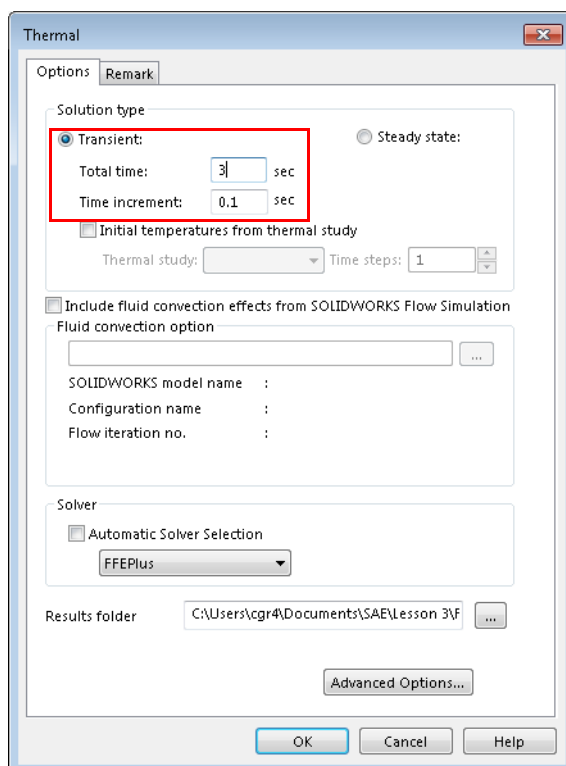 Thermal
Options Remark
Solution type
Transient: Steady state:
Total time: 3 sec
Time increment: 0.1 sec
Initial temperatures from thermal study
Thermal study: Time steps: 1
Include fluid convection effects from SOLIDWORKS Flow Simulation
Fluid convection option
...
SOLIDWORKS model name :
Configuration name :
Flow iteration no. :
Solver
Automatic Solver Selection
FFEPlus
Results folder C:\Users\cgr4\Documents\SAE\Lesson 3\F ...
Advanced Options...
OK Cancel Help